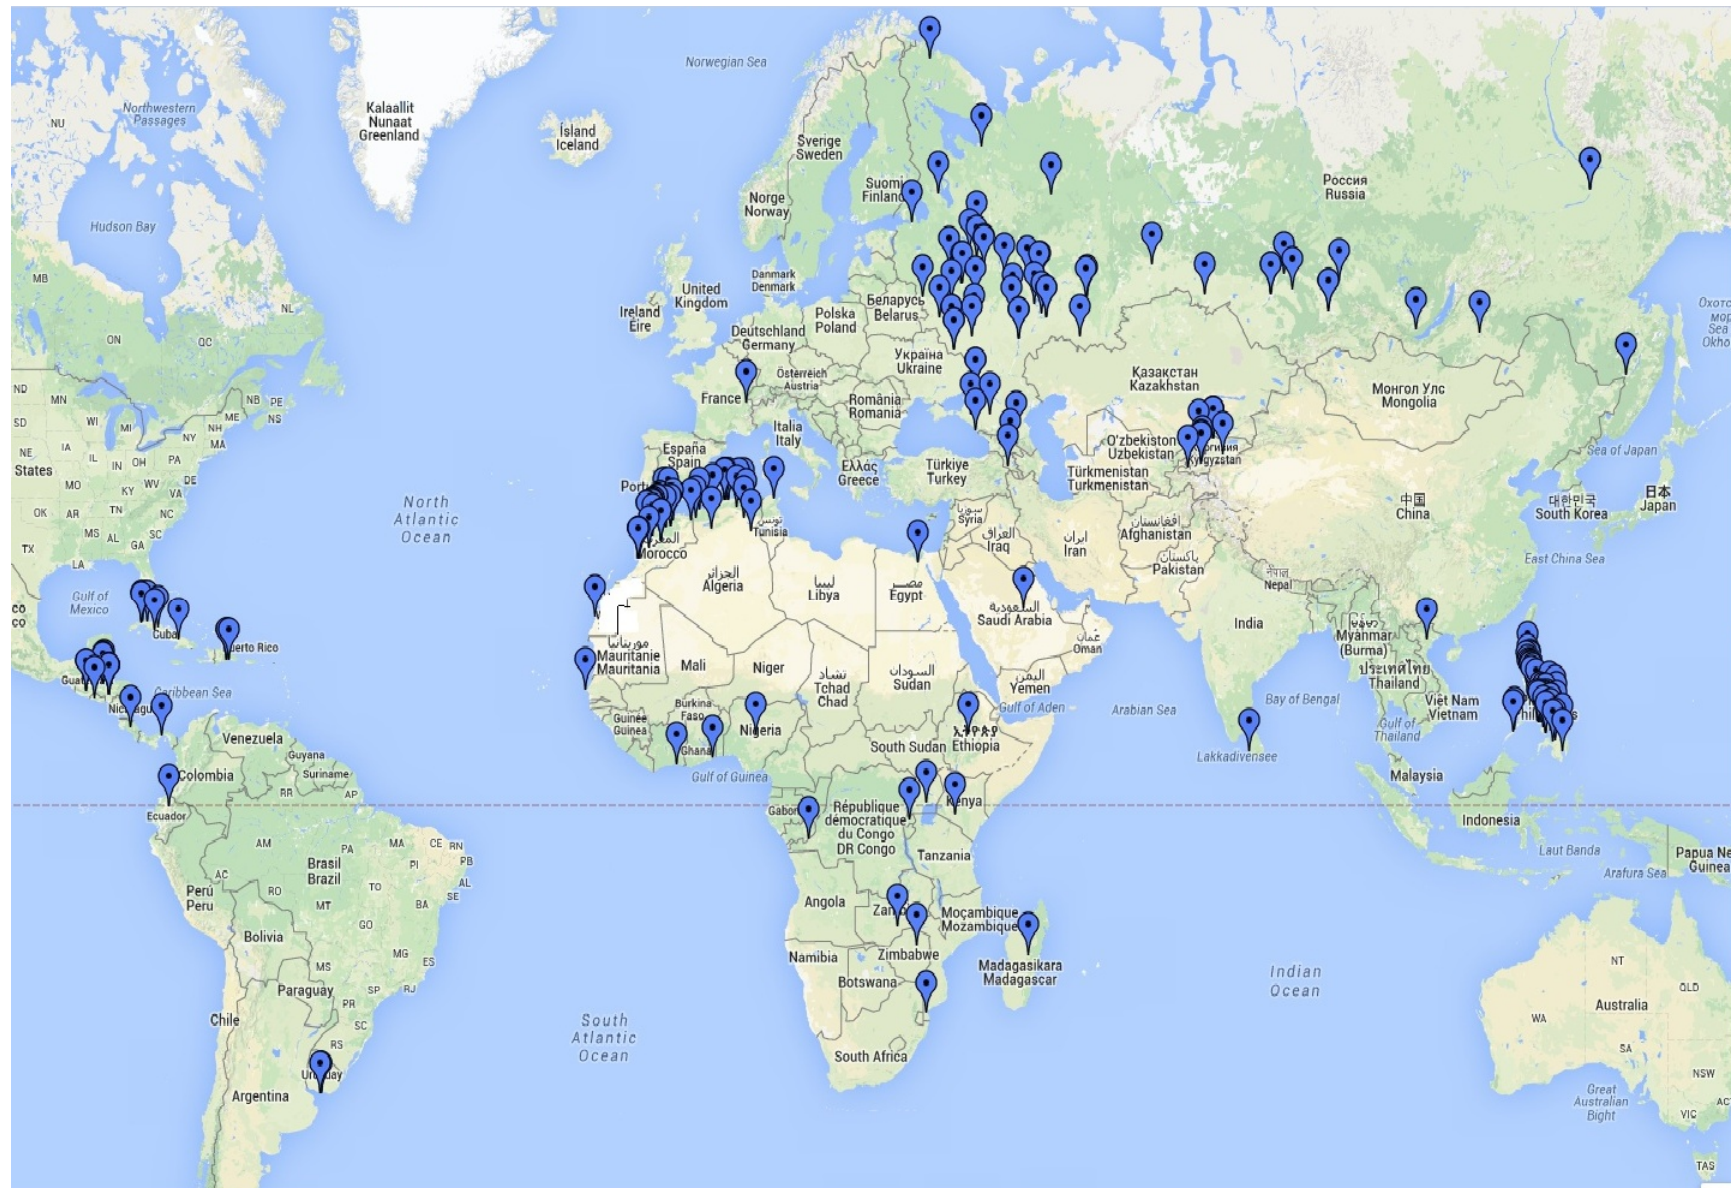 Norwegian Sea
Northwestern
Passages
NU
Kalaallit
Nunaat
Greenland
Ísland
Iceland
Sverige
Sweden
Suomi
Finland
Norge
Norway
Россия
Russia
Hudson Bay
MB
ON
QC
NL
Danmark
Denmark
United
Kingdom
Ireland
Éire
Беларусь
Belarus
Polska
Poland
Deutschland
Germany
Україна
Ukraine
Österreich
Austria
France
România
Romania
Italia
Italy
Қазақстан
Kazakhstan
Монгол Улс
Mongolia
ND
MN
SD
WI
MI
NB
PE
NS
ME
NH
MA
NY
IA
NE
IL
IN
OH
PA
States
MO
KY
WV
DE
VA
OK
AR
TN
NC
MS
AL
SC
GA
TX
LA
España
Spain
Ελλάς
Greece
Türkiye
Turkey
O'zbekiston
Uzbekistan
Kyrgyzstan
Türkmenistan
Turkmenistan
Sea of Japan
日本
Japan
대한민국
South Korea
中国
China
East China Sea
North
Atlantic
Ocean
تونس
Tunisia
Morocco
سوريا
Syria
العراق
Iraq
ایران
Iran
افغانستان
Afghanistan
پاکستان
Pakistan
नेपाल
Nepal
الجزائر
Algeria
ليبيا
Libya
مصر
Egypt
السعودية
Saudi Arabia
عمان
Oman
India
Myanmar
(Burma)
ประเทศไทย
Thailand
Việt Nam
Vietnam
Gulf of
Mexico
Cuba
Puerto Rico
Caribbean Sea
موريتانيا
Mauritanie
Mauritania
Mali
Niger
تشاد
Tchad
Chad
السودان
Sudan
اليمن
Yemen
Gulf of Aden
Arabian Sea
Bay of Bengal
Gulf of
Thailand
Burkina
Faso
Guinée
Guinea
Ghana
Nigeria
South Sudan
ኢትዮጵያ
Ethiopia
Lakkadivensee
Malaysia
Indonesia
Laut Banda
Arafura Sea
Papua Ne
Guinea
Venezuela
Guyana
Suriname
Colombia
RR
AP
Ecuador
Gulf of Guinea
Gabon
République
démocratique
du Congo
DR Congo
Kenya
Tanzania
AM
PA
MA
CE
RN
PB
PI
AL
SE
AC
RO
TO
BA
Brasil
Brazil
Perú
Peru
MT
GO
Bolivia
MG
ES
MS
SP
RJ
Paraguay
PR
SC
RS
Chile
Uruguay
Argentina
Angola
Moçambique
Mozambique
Zimbabwe
Namibia
Botswana
Madagasikara
Madagascar
South Africa
South
Atlantic
Ocean
Indian
Ocean
NT
QLD
Australia
WA
SA
NSW
VIC
TAS
Great
Australian
Bight